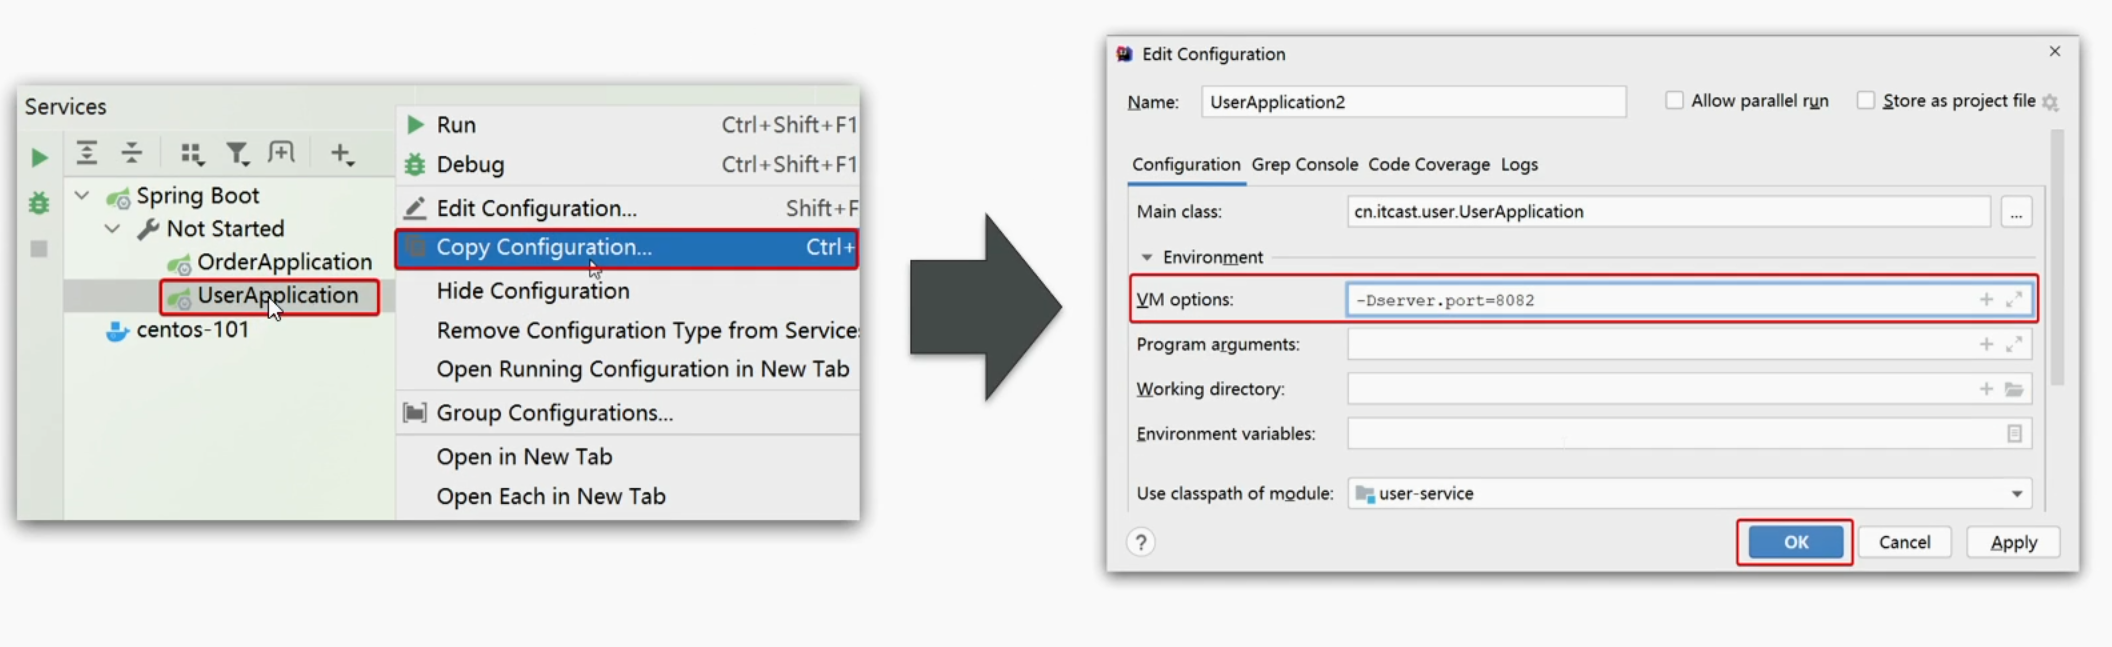 Services
Spring Boot
Not Started
OrderApplication
UserApplication
centos-101
Run Ctrl+Shift+F1
Debug Ctrl+Shift+F1
Edit Configuration... Shift+F
Copy Configuration... Ctrl+
Hide Configuration
Remove Configuration Type from Service
Open Running Configuration in New Tab
Group Configurations...
Open in New Tab
Open Each in New Tab
Edit Configuration
Name: UserApplication2 Allow parallel run Store as project file
Configuration Grep Console Code Coverage Logs
Main class: cn.itcast.user.UserApplication ...
Environment
VM options: -Dserver.port=8082
Program arguments:
Working directory:
Environment variables:
Use classpath of module: user-service
? OK Cancel Apply